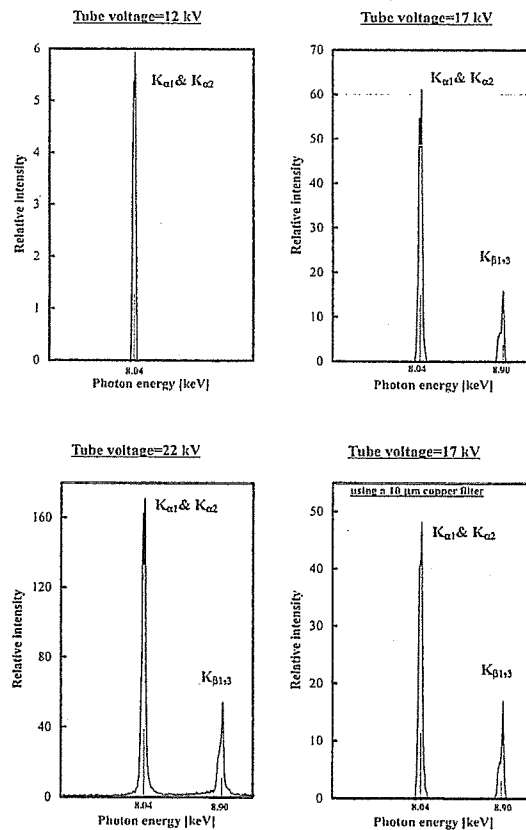 Tube voltage=12 kV
6
5
4
3
2
1
0
Relative intensity
Kα1 & Kα2
8.04
Photon energy [keV]
Tube voltage=17 kV
70
60
50
40
30
20
10
0
Relative intensity
Kα1 & Kα2
Kβ1,3
8.04
8.90
Photon energy [keV]
Tube voltage=22 kV
160
120
80
40
0
Relative intensity
Kα1 & Kα2
Kβ1,3
8.04
8.90
Photon energy [keV]
Tube voltage=17 kV
using a 10 μm copper filter
50
40
30
20
10
0
Relative intensity
Kα1 & Kα2
Kβ1,3
8.04
8.90
Photon energy [keV]